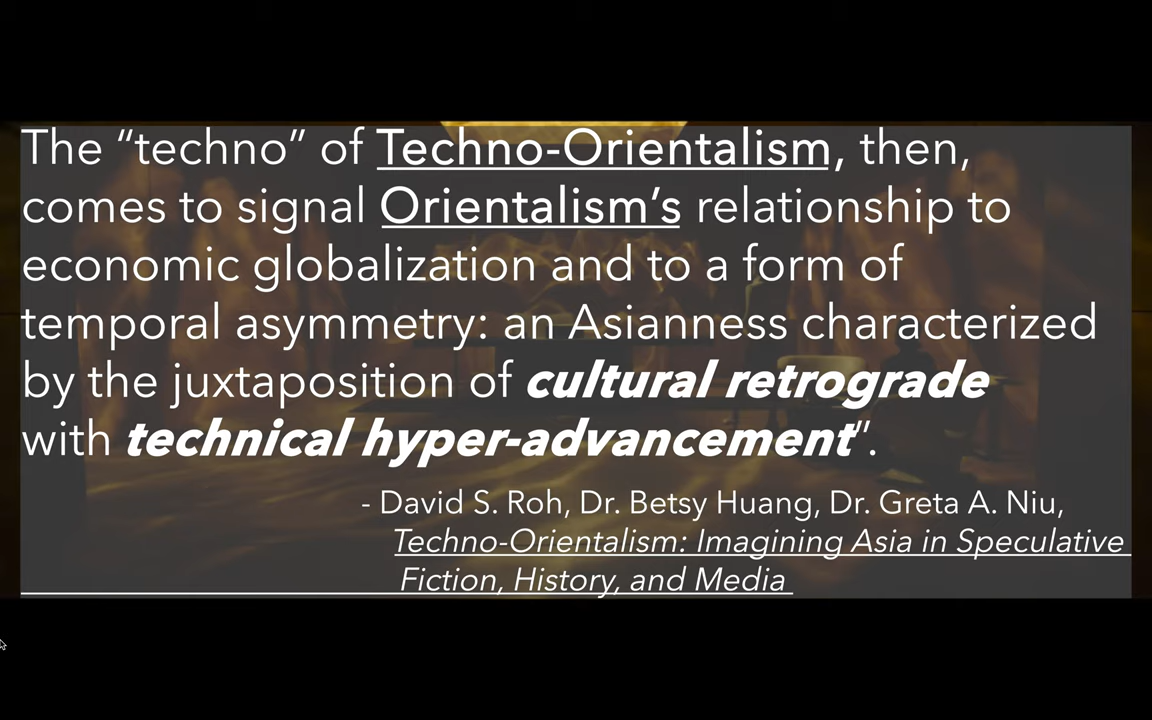 The “techno” of Techno-Orientalism, then,
comes to signal Orientalism’s relationship to
economic globalization and to a form of
temporal asymmetry: an Asianness characterized
by the juxtaposition of cultural retrograde
with technical hyper-advancement”.
- David S. Roh, Dr. Betsy Huang, Dr. Greta A. Niu,
Techno-Orientalism: Imagining Asia in Speculative
Fiction, History, and Media